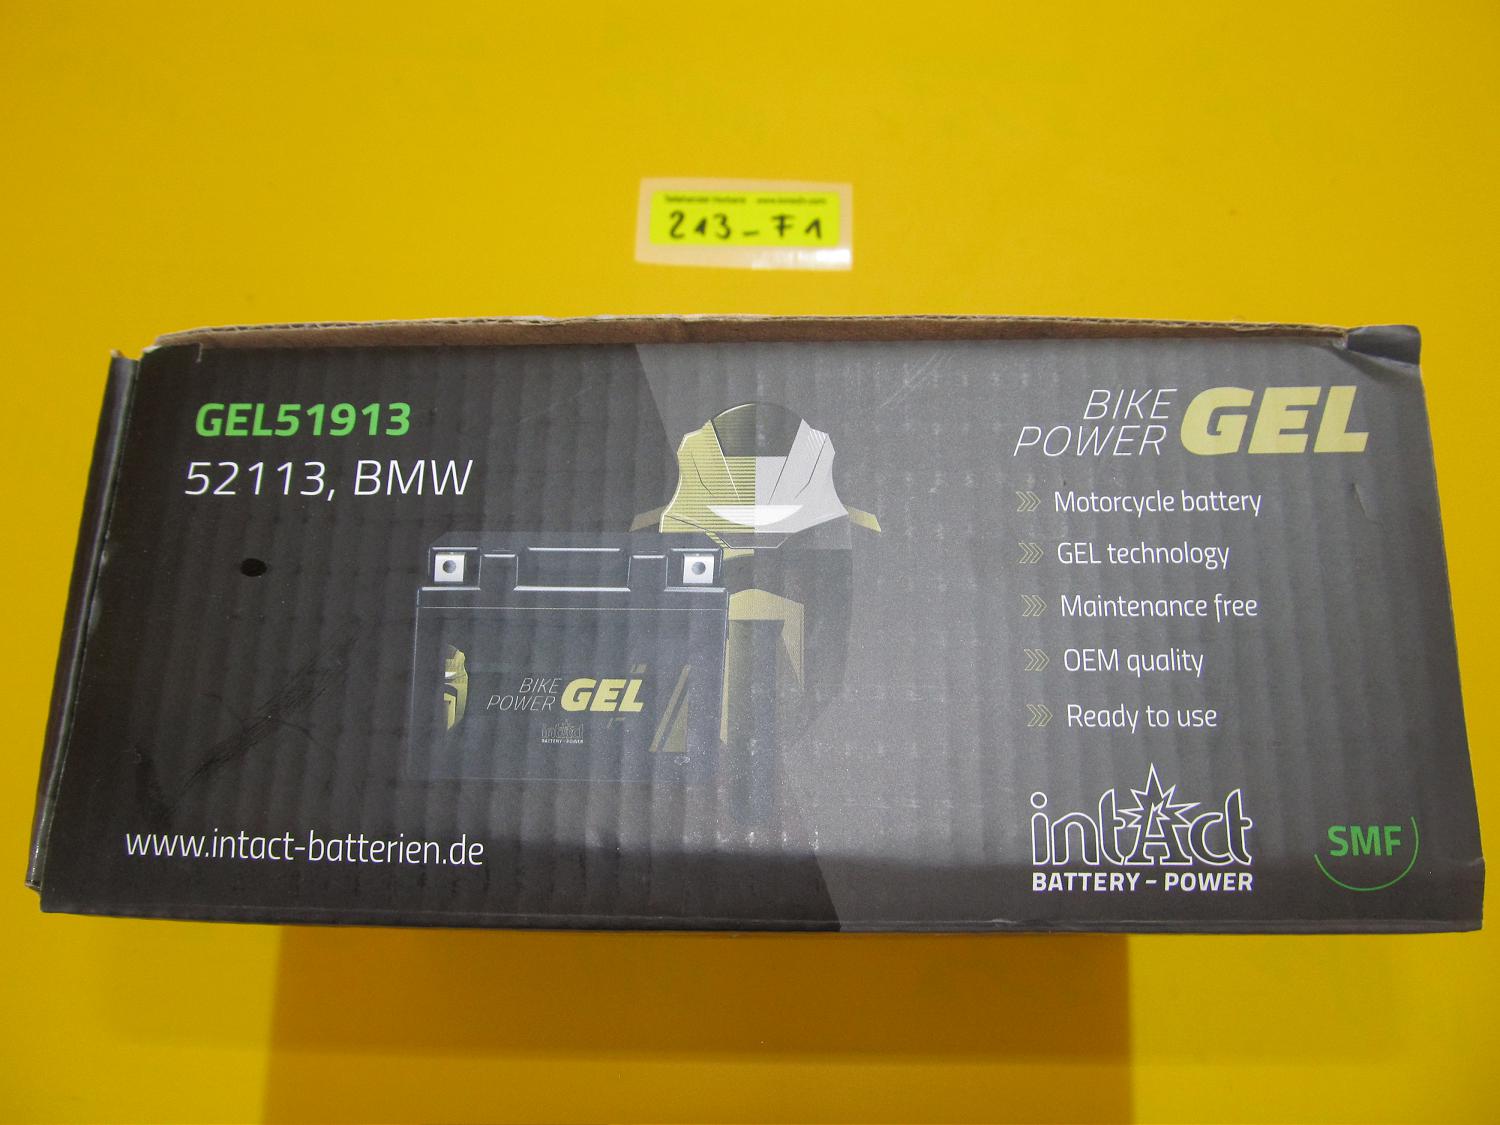 213-F1
GEL51913
52113, BMW
BIKE
POWER GEL
Motorcycle battery
GEL technology
Maintenance free
OEM quality
Ready to use
BIKE
POWER GEL
intAct
BATTERY-POWER
www.intact-batterien.de
intAct
BATTERY - POWER
SMF